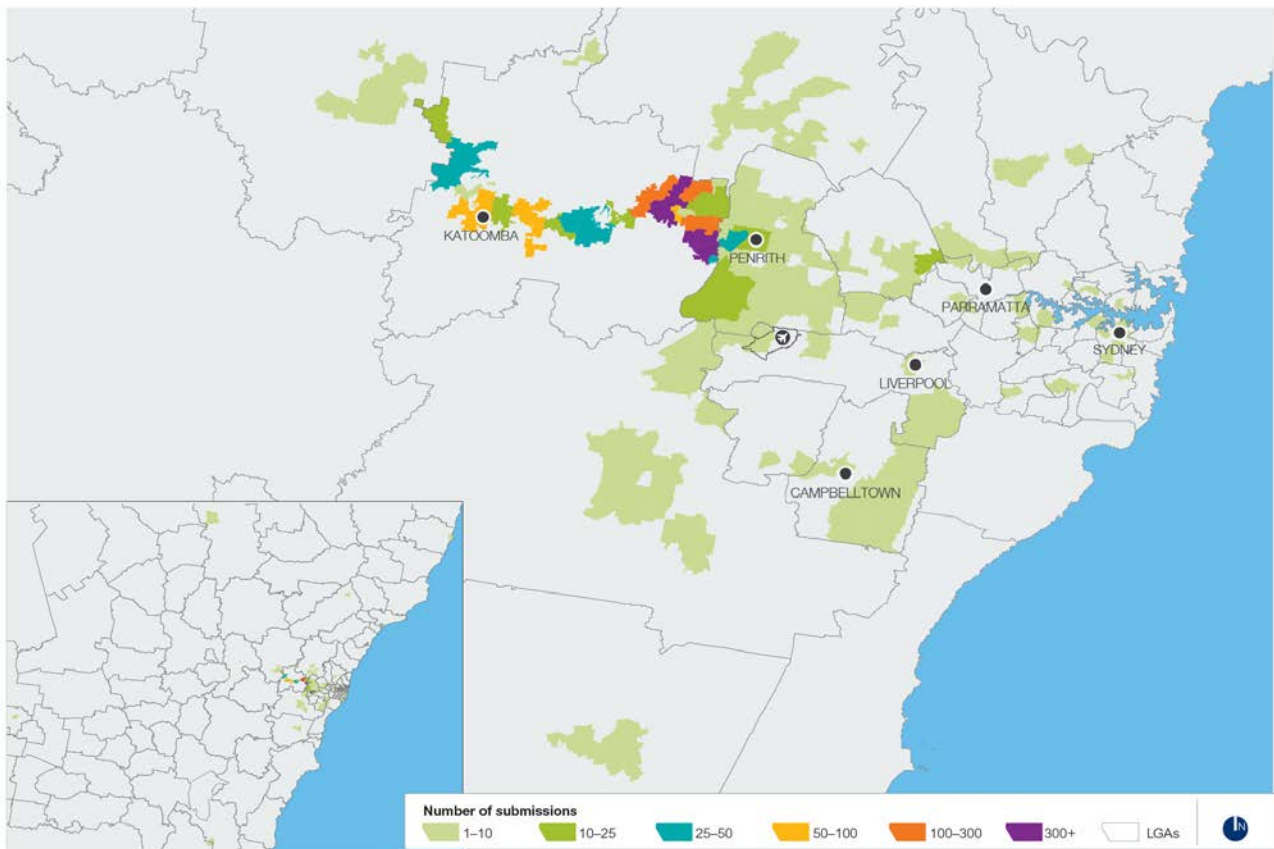 KATOOMBA
PENRITH
PARRAMATTA
SYDNEY
LIVERPOOL
CAMPBELLTOWN
Number of submissions
1–10
10–25
25–50
50–100
100–300
300+
LGAs
N